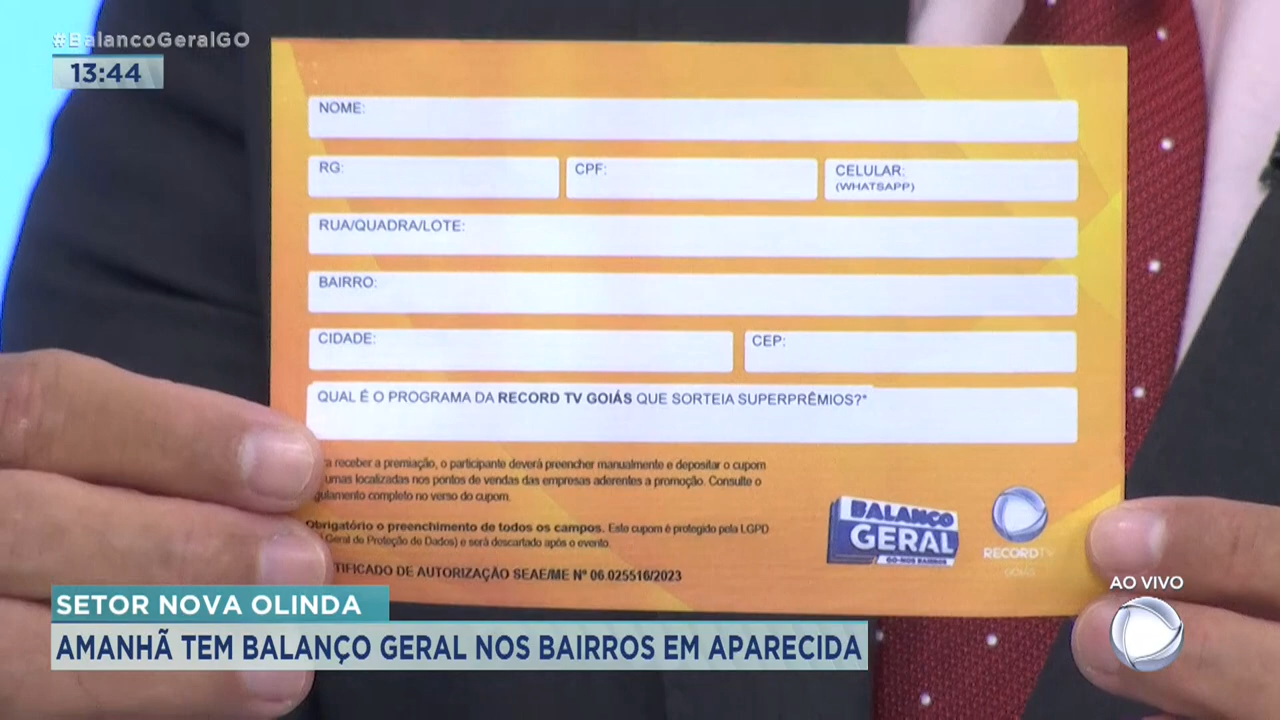 #BalancoGeralGO
13:44
NOME:
RG:
CPF:
CELULAR:
(WHATSAPP)
RUA/QUADRA/LOTE:
BAIRRO:
CIDADE:
CEP:
QUAL É O PROGRAMA DA RECORD TV GOIÁS QUE SORTEIA SUPERPRÊMIOS?*
a receber a premiação, o participante deverá preencher manualmente e depositar o cupom
urnas localizadas nos pontos de vendas das empresas aderentes a promoção. Consulte o
gulamento completo no verso do cupom.
Obrigatório o preenchimento de todos os campos. Este cupom é protegido pela LGPD
Geral de Proteção de Dados) e será descartado após o evento.
TIFICADO DE AUTORIZAÇÃO SEAE/ME Nº 06.025516/2023
BALANÇO
GERAL
GO·NOS BAIRROS
RECORDTV
GOIÁS
AO VIVO
SETOR NOVA OLINDA
AMANHÃ TEM BALANÇO GERAL NOS BAIRROS EM APARECIDA